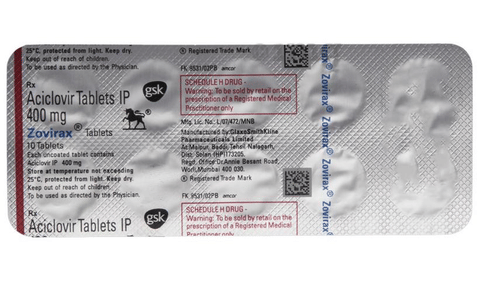 25°C, protected from light. Keep dry.
Keep out of reach of children.
To be used as directed by the Physician.
® Registered Trade Mark
FK 9531/02PB amcor
Rx
Aciclovir Tablets IP
400 mg
Zovirax® Tablets
10 Tablets
Each uncoated tablet contains
Aciclovir IP 400 mg
Store at temperature not exceeding
25°C, protected from light. Keep dry.
Keep out of reach of children.
To be used as directed by the Physician.
gsk
SCHEDULE H DRUG -
Warning: To be sold by retail on the
prescription of a Registered Medical
Practitioner only
Mfg. Lic. No.: L/07/472/MNB
Manufactured By: GlaxoSmithKline
Pharmaceuticals Limited
At Malpur, Baddi, Tehsil Nalagarh,
Dist. Solan (HP)173205.
Regd. Office Dr. Annie Besant Road,
Worli, Mumbai 400 030.
® Registered Trade Mark
FK 9531/02PB amcor
Rx
Aciclovir Tablets IP
gsk
SCHEDULE H DRUG -
Warning: To be sold by retail on the
prescription of a Registered Medical
Practitioner only
Zovirax® Zovirax® Zovirax® Zovirax®